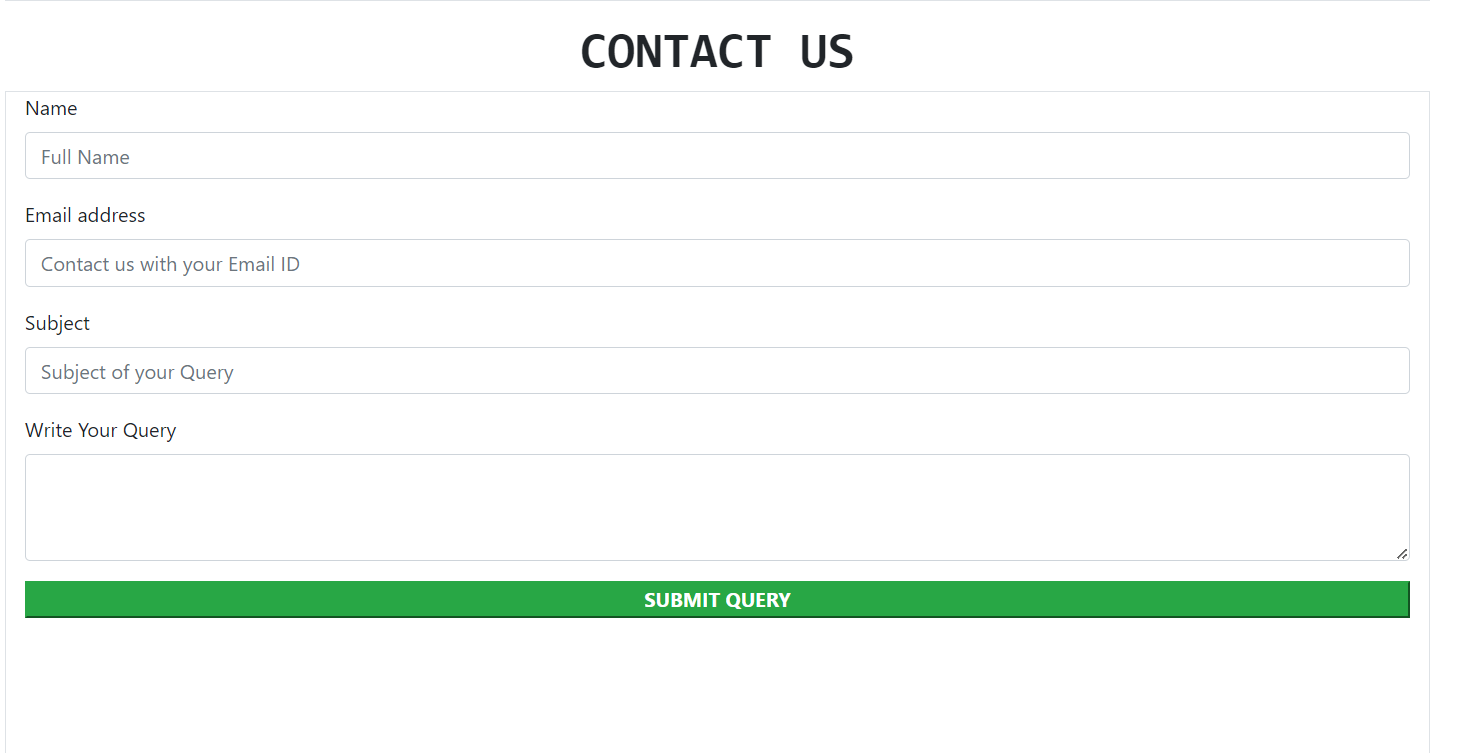 CONTACT US
Name
Full Name
Email address
Contact us with your Email ID
Subject
Subject of your Query
Write Your Query
SUBMIT QUERY